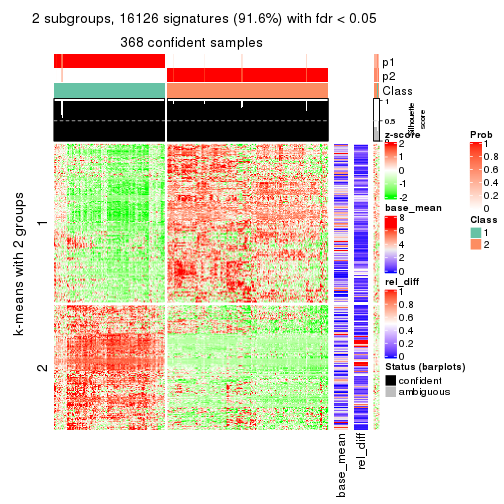 2 subgroups, 16126 signatures (91.6%) with fdr < 0.05
368 confident samples
p1
p2
Class
1
0.5
0
Silhouette
score
k-means with 2 groups
1
2
base_mean
rel_diff
z-score
2
1
0
-1
-2
base_mean
8
6
4
2
0
rel_diff
1
0.8
0.6
0.4
0.2
0
Prob
1
0.8
0.6
0.4
0.2
0
Class
1
2
Status (barplots)
confident
ambiguous